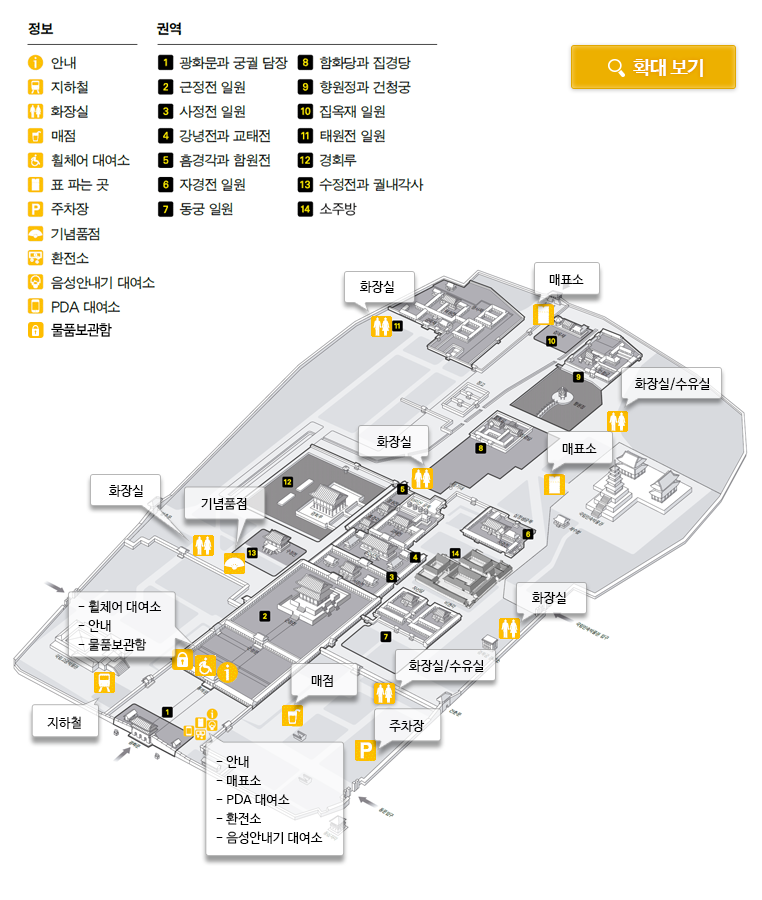 정보
안내
지하철
화장실
매점
휠체어 대여소
표 파는 곳
주차장
기념품점
환전소
음성안내기 대여소
PDA 대여소
물품보관함
권역
1 광화문과 궁궐 담장
2 근정전 일원
3 사정전 일원
4 강녕전과 교태전
5 흠경각과 함원전
6 자경전 일원
7 동궁 일원
8 함화당과 집경당
9 향원정과 건청궁
10 집옥재 일원
11 태원전 일원
12 경회루
13 수정전과 궐내각사
14 소주방
확대 보기
매표소
화장실
11
10
9
화장실/수유실
화장실
8
매표소
12
5
화장실
기념품점
13
6
14
4
3
화장실
- 휠체어 대여소
- 안내
- 물품보관함
2
7
화장실/수유실
매점
지하철
1
주차장
- 안내
- 매표소
- PDA 대여소
- 환전소
- 음성안내기 대여소